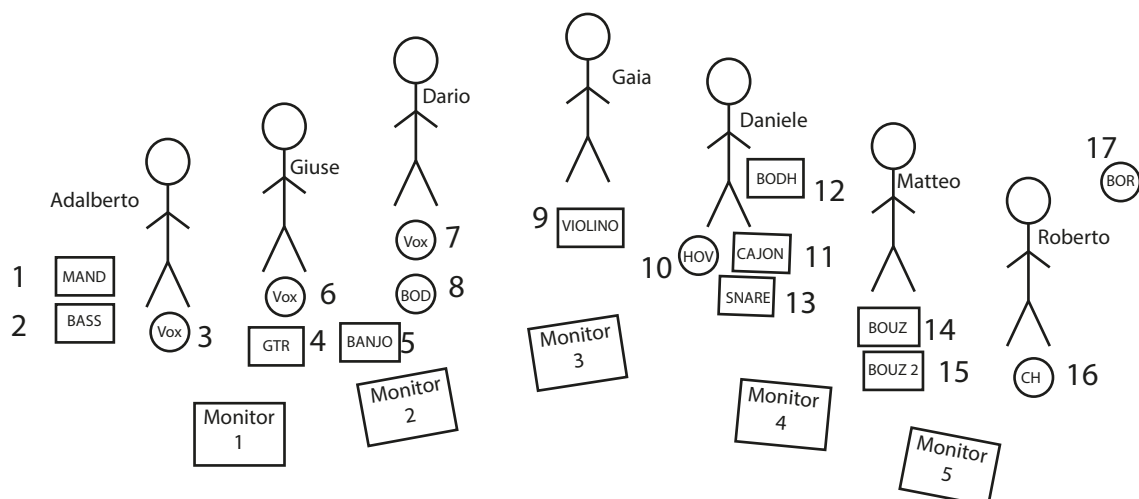 Gaia
Dario
Daniele
17
BOR
Giuse
BODH
12
Matteo
Adalberto
9
VIOLINO
Roberto
Vox
7
10
HOV
CAJON
11
1
MAND
Vox
6
BOD
8
SNARE
13
2
BASS
Vox
3
GTR
4
BANJO
5
BOUZ
14
Monitor
3
BOUZ 2
15
CH
16
Monitor
1
Monitor
2
Monitor
4
Monitor
5